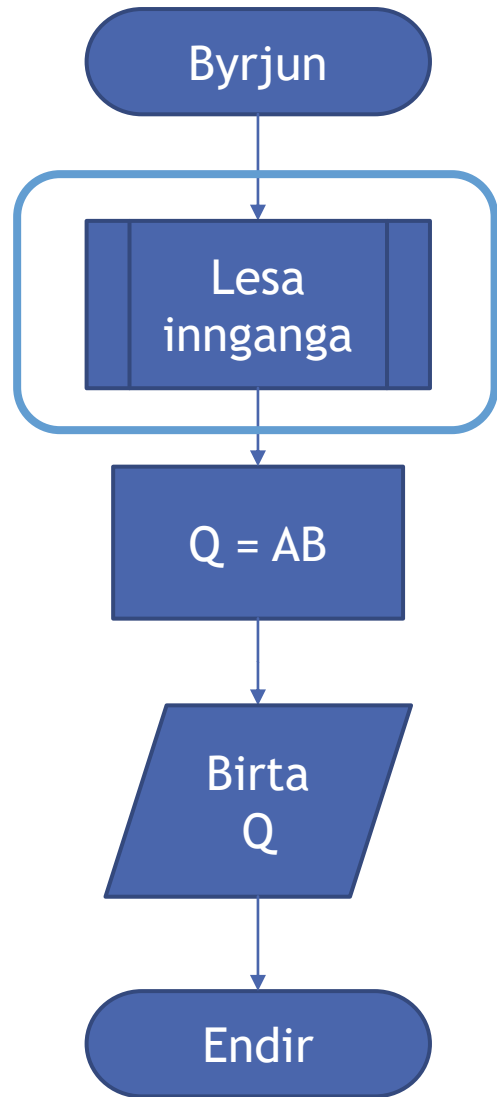 Byrjun
Lesa
innganga
Q = AB
Birta
Q
Endir